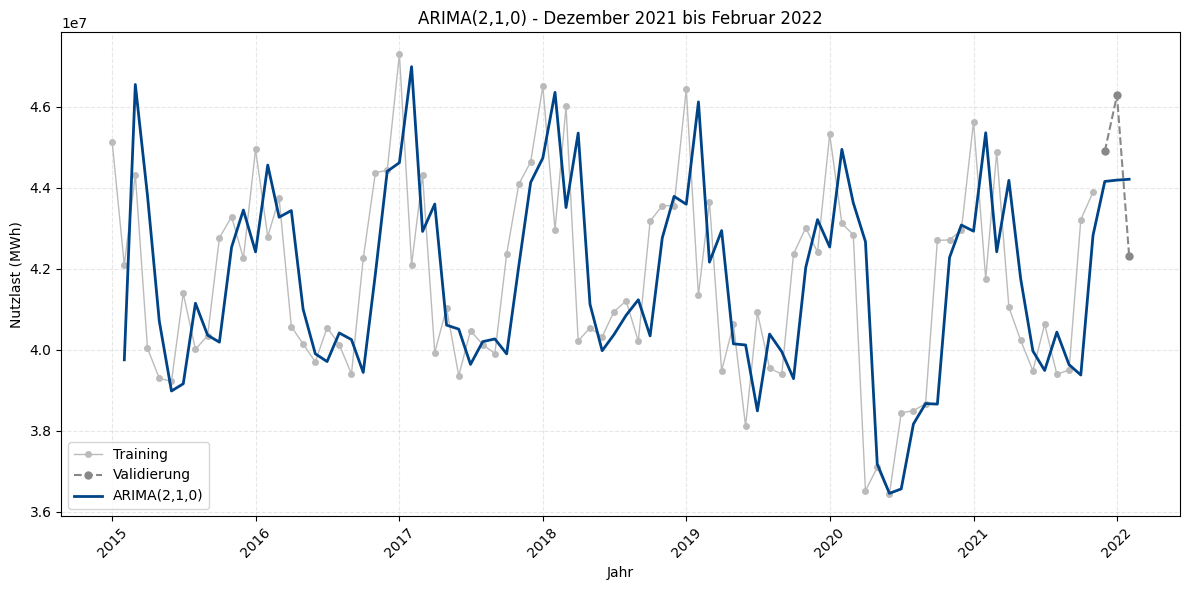 ARIMA(2,1,0) - Dezember 2021 bis Februar 2022
1e7
Nutzlast (MWh)
4.6
4.4
4.2
4.0
3.8
3.6
Training
Validierung
ARIMA(2,1,0)
2015
2016
2017
2018
2019
2020
2021
2022
Jahr